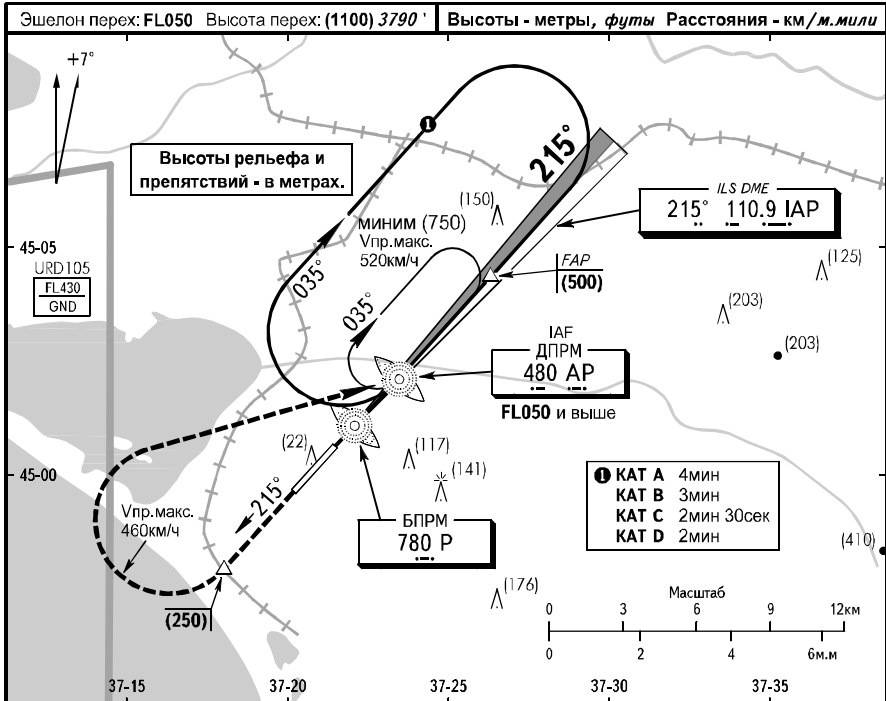 Эшелон перех: FL050 Высота перех: (1100) 3790 '
Высоты - метры, футы Расстояния - км/м.мили
+7°
Высоты рельефа и
препятствий - в метрах.
1
215°
ILS DME
215° 110.9 IAP
(150)
миним (750)
Vпр.макс.
520км/ч
45-05
FAP
(500)
(125)
URD105
FL430
GND
035°
035°
(203)
(203)
IAF
ДПРМ
480 AP
FL050 и выше
(22)
(117)
(141)
45-00
215°
Vпр.макс.
460км/ч
БПРМ
780 P
1 КАТ A 4мин
КАТ B 3мин
КАТ C 2мин 30сек
КАТ D 2мин
(410)
(250)
(176)
Масштаб
0 3 6 9 12км
0 2 4 6м.м
37-15 37-20 37-25 37-30 37-35